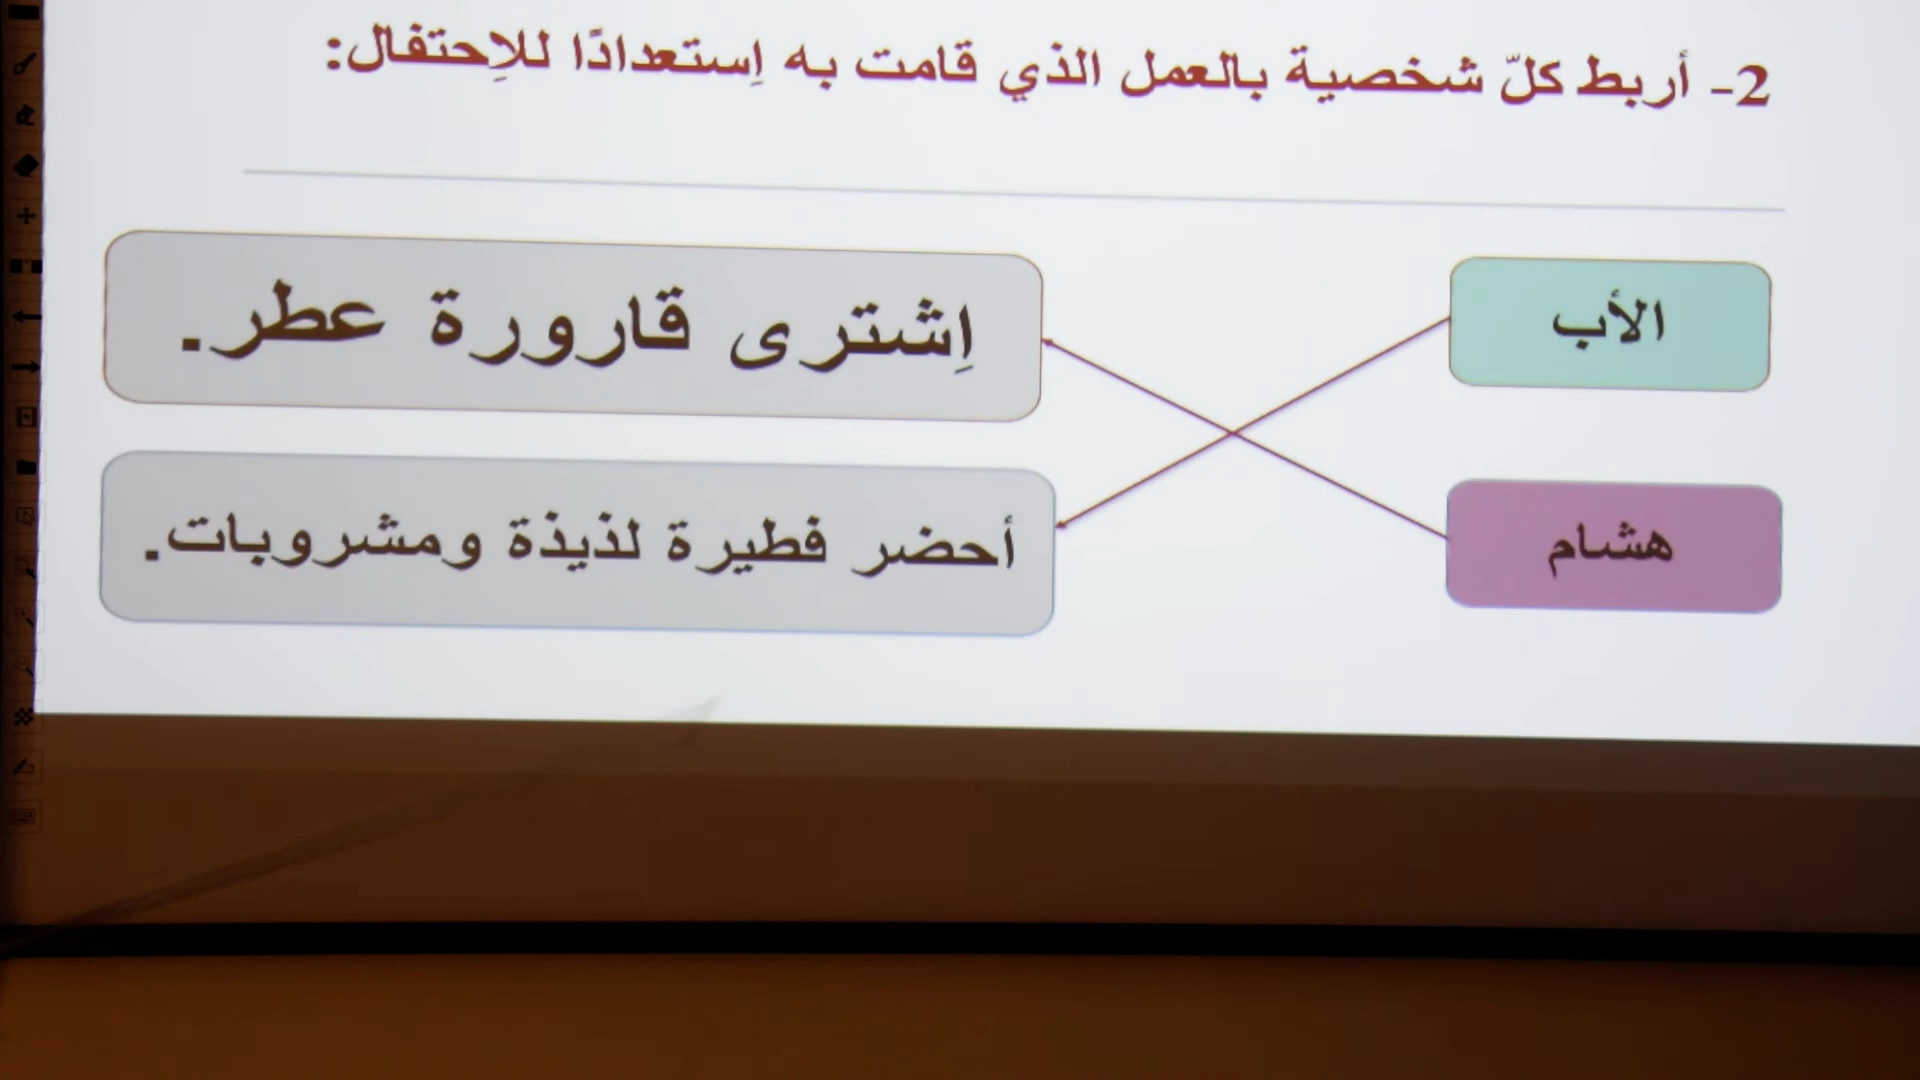 2- أربط كلّ شخصية بالعمل الذي قامت به اِستعدادًا للاِحتفال:
الأب
اِشترى قارورة عطر.
هشام
أحضر فطيرة لذيذة ومشروبات.